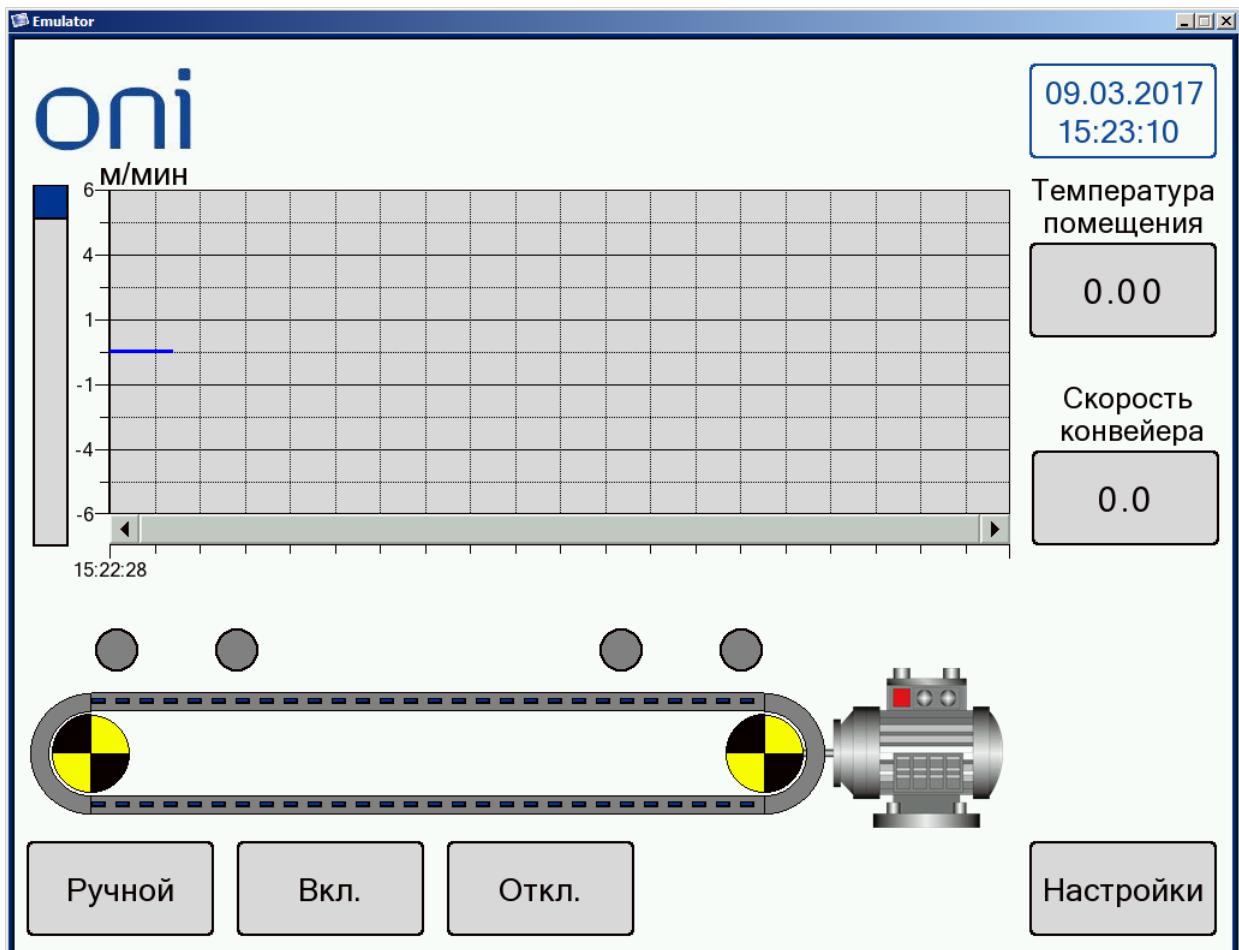 Emulator
oni
09.03.2017
15:23:10
м/мин
6
4
1
-1
-4
-6
15:22:28
Температура
помещения
0.00
Скорость
конвейера
0.0
Ручной
Вкл.
Откл.
Настройки